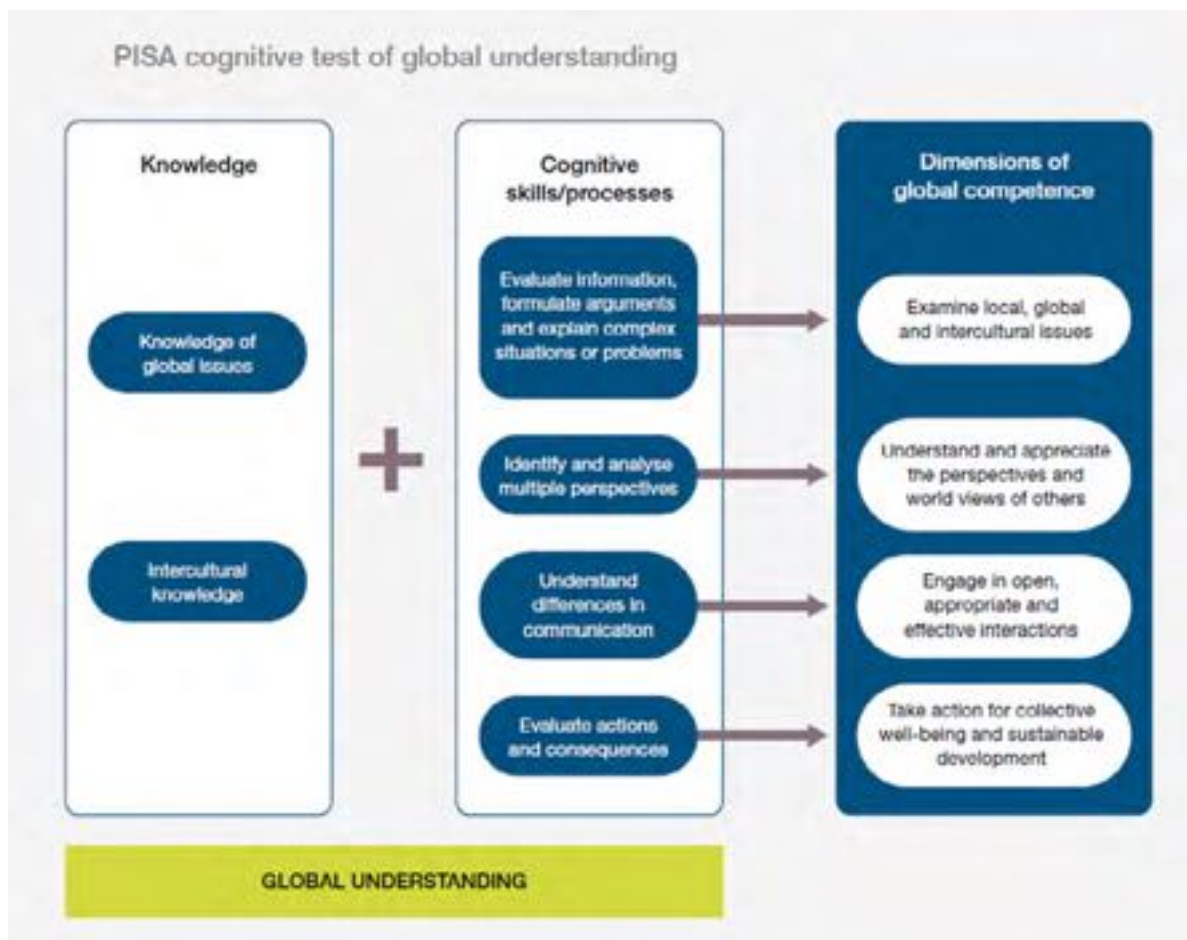 PISA cognitive test of global understanding
Knowledge
Knowledge of
global issues
Intercultural
knowledge
+
Cognitive
skills/processes
Evaluate information,
formulate arguments
and explain complex
situations or problems
Identify and analyse
multiple perspectives
Understand
differences in
communication
Evaluate actions
and consequences
Dimensions of
global competence
Examine local, global
and intercultural issues
Understand and appreciate
the perspectives and
world views of others
Engage in open,
appropriate and
effective interactions
Take action for collective
well-being and sustainable
development
GLOBAL UNDERSTANDING